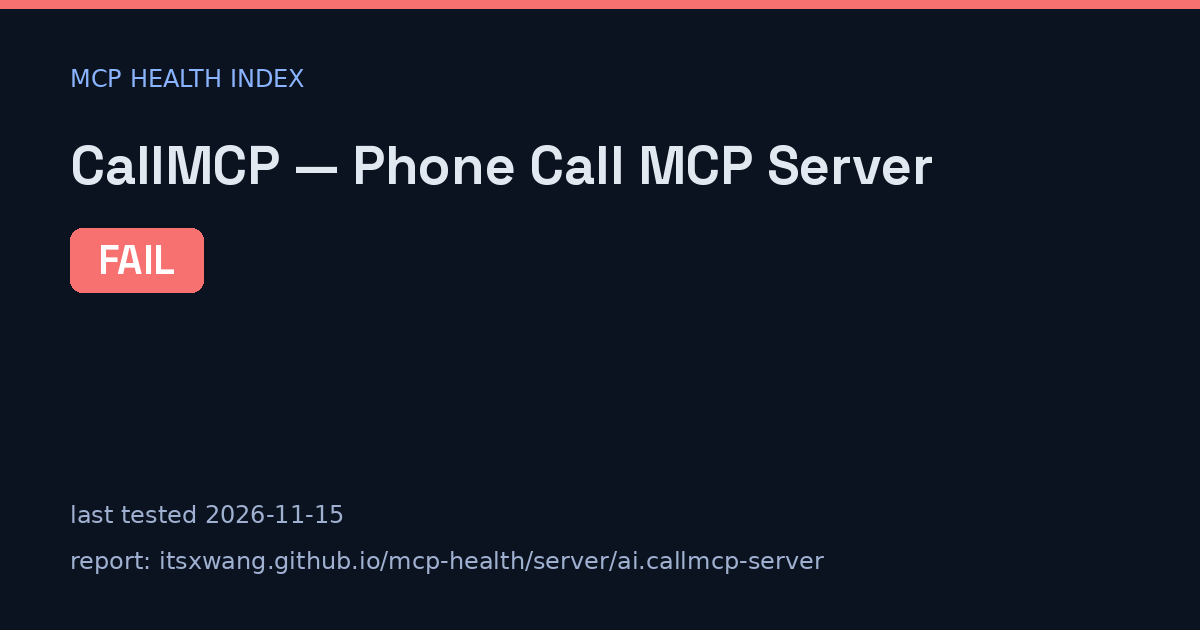 MCP HEALTH INDEX
CallMCP — Phone Call MCP Server
FAIL
last tested 2026-11-15
report: itsxwang.github.io/mcp-health/server/ai.callmcp-server